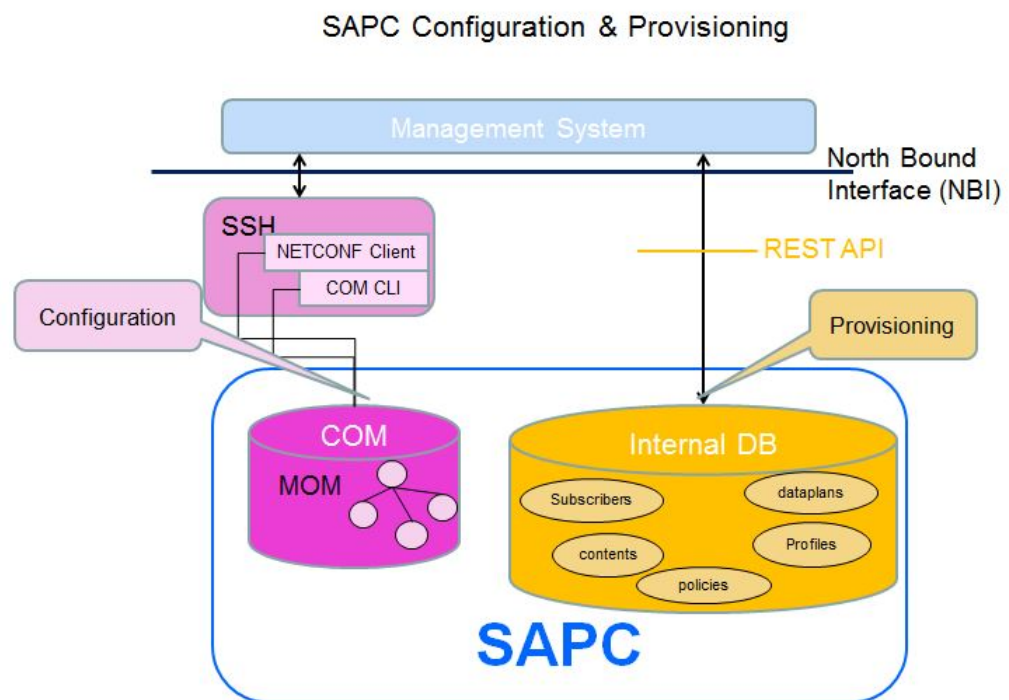 SAPC Configuration & Provisioning
Management System
North Bound
Interface (NBI)
SSH
NETCONF Client
COM CLI
REST API
Configuration
Provisioning
COM
MOM
Internal DB
Subscribers
dataplans
contents
Profiles
policies
SAPC